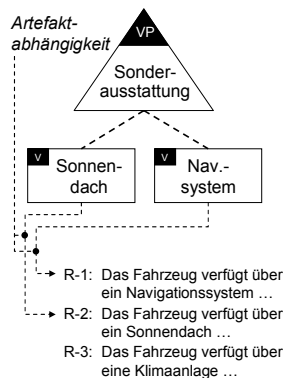 Artefakt-
abhängigkeit
VP
Sonder-
ausstattung
V
Sonnen-
dach
V
Nav.-
system
R-1: Das Fahrzeug verfügt über
ein Navigationssystem …
R-2: Das Fahrzeug verfügt über
ein Sonnendach …
R-3: Das Fahrzeug verfügt über
eine Klimaanlage …